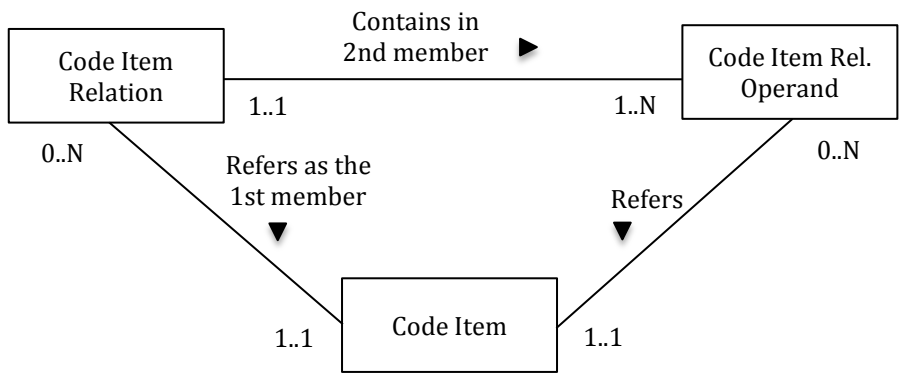 Contains in
2nd member
Code Item
Relation
Code Item Rel.
Operand
1..1
1..N
0..N
0..N
Refers as the
1st member
Refers
1..1
Code Item
1..1